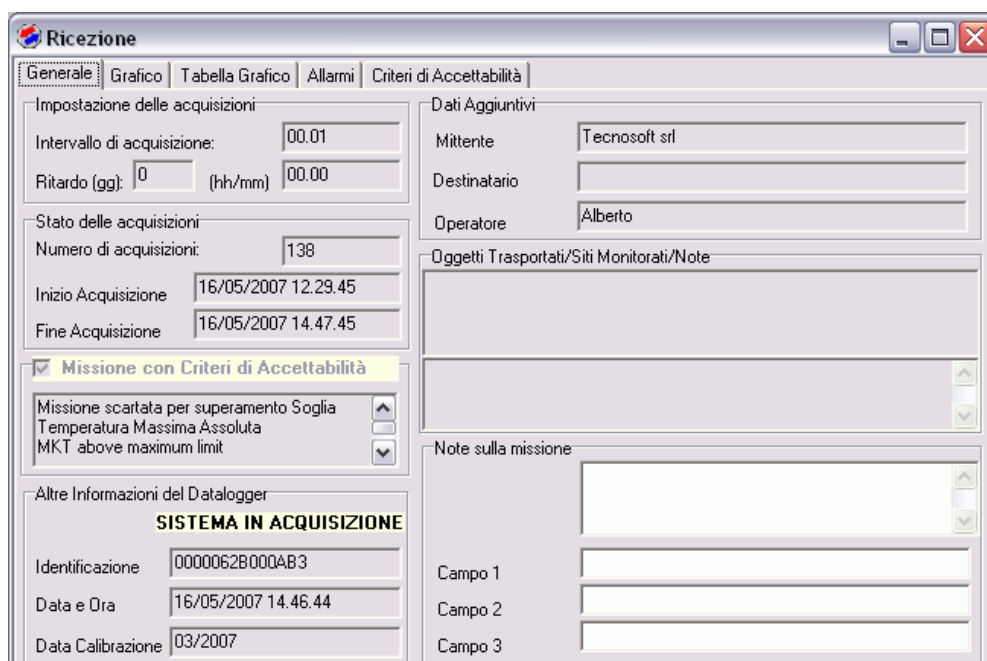 Ricezione
Generale Grafico Tabella Grafico Allarmi Criteri di Accettabilità
Impostazione delle acquisizioni
Intervallo di acquisizione: 00.01
Ritardo (gg): 0 (hh/mm) 00.00
Stato delle acquisizioni
Numero di acquisizioni: 138
Inizio Acquisizione 16/05/2007 12.29.45
Fine Acquisizione 16/05/2007 14.47.45
Missione con Criteri di Accettabilità
Missione scartata per superamento Soglia
Temperatura Massima Assoluta
MKT above maximum limit
Altre Informazioni del Datalogger
SISTEMA IN ACQUISIZIONE
Identificazione 0000062B000AB3
Data e Ora 16/05/2007 14.46.44
Data Calibrazione 03/2007
Dati Aggiuntivi
Mittente Tecnosoft srl
Destinatario
Operatore Alberto
Oggetti Trasportati/Siti Monitorati/Note
Note sulla missione
Campo 1
Campo 2
Campo 3